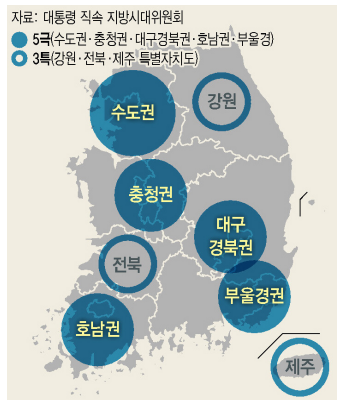 자료: 대통령 직속 지방시대위원회
5극(수도권·충청권·대구경북권·호남권·부울경)
3특(강원·전북·제주 특별자치도)
수도권
강원
충청권
대구
경북권
전북
부울경권
호남권
제주